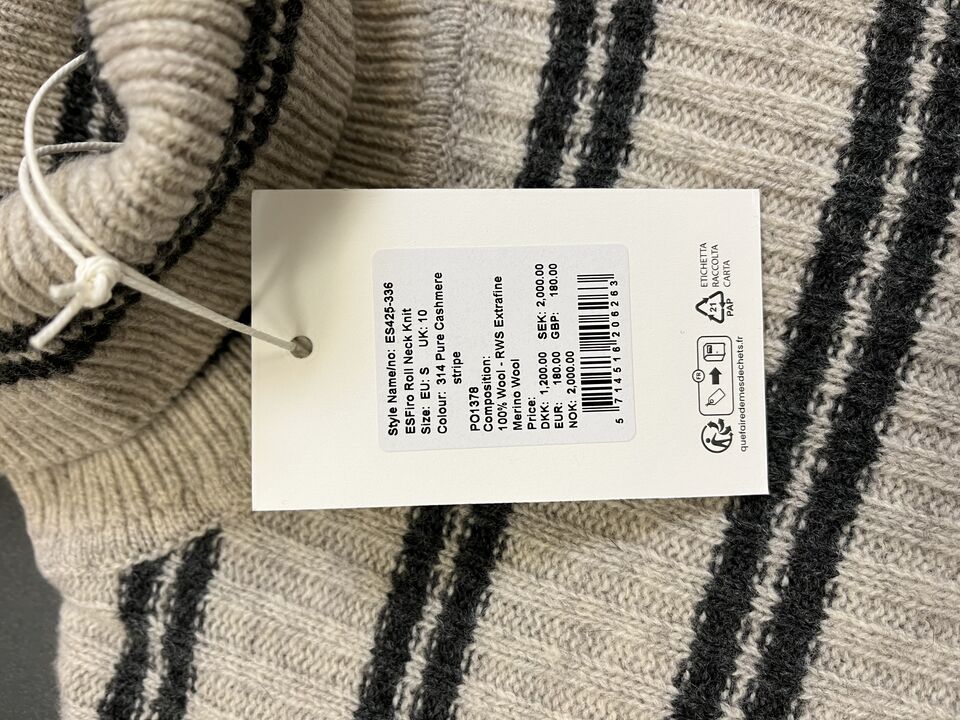 Style Name/no: ES425-336
ESFiro Roll Neck Knit
Size: EU: S UK: 10
Colour: 314 Pure Cashmere
stripe
PO1378
Composition:
100% Wool - RWS Extrafine
Merino Wool
Price:
DKK: 1,200.00 SEK: 2,000.00
EUR: 180.00 GBP: 180.00
NOK: 2,000.00
5 714516 206263
FR
quefairedemesdechets.fr
21
PAP
ETICHETTA
RACCOLTA
CARTA